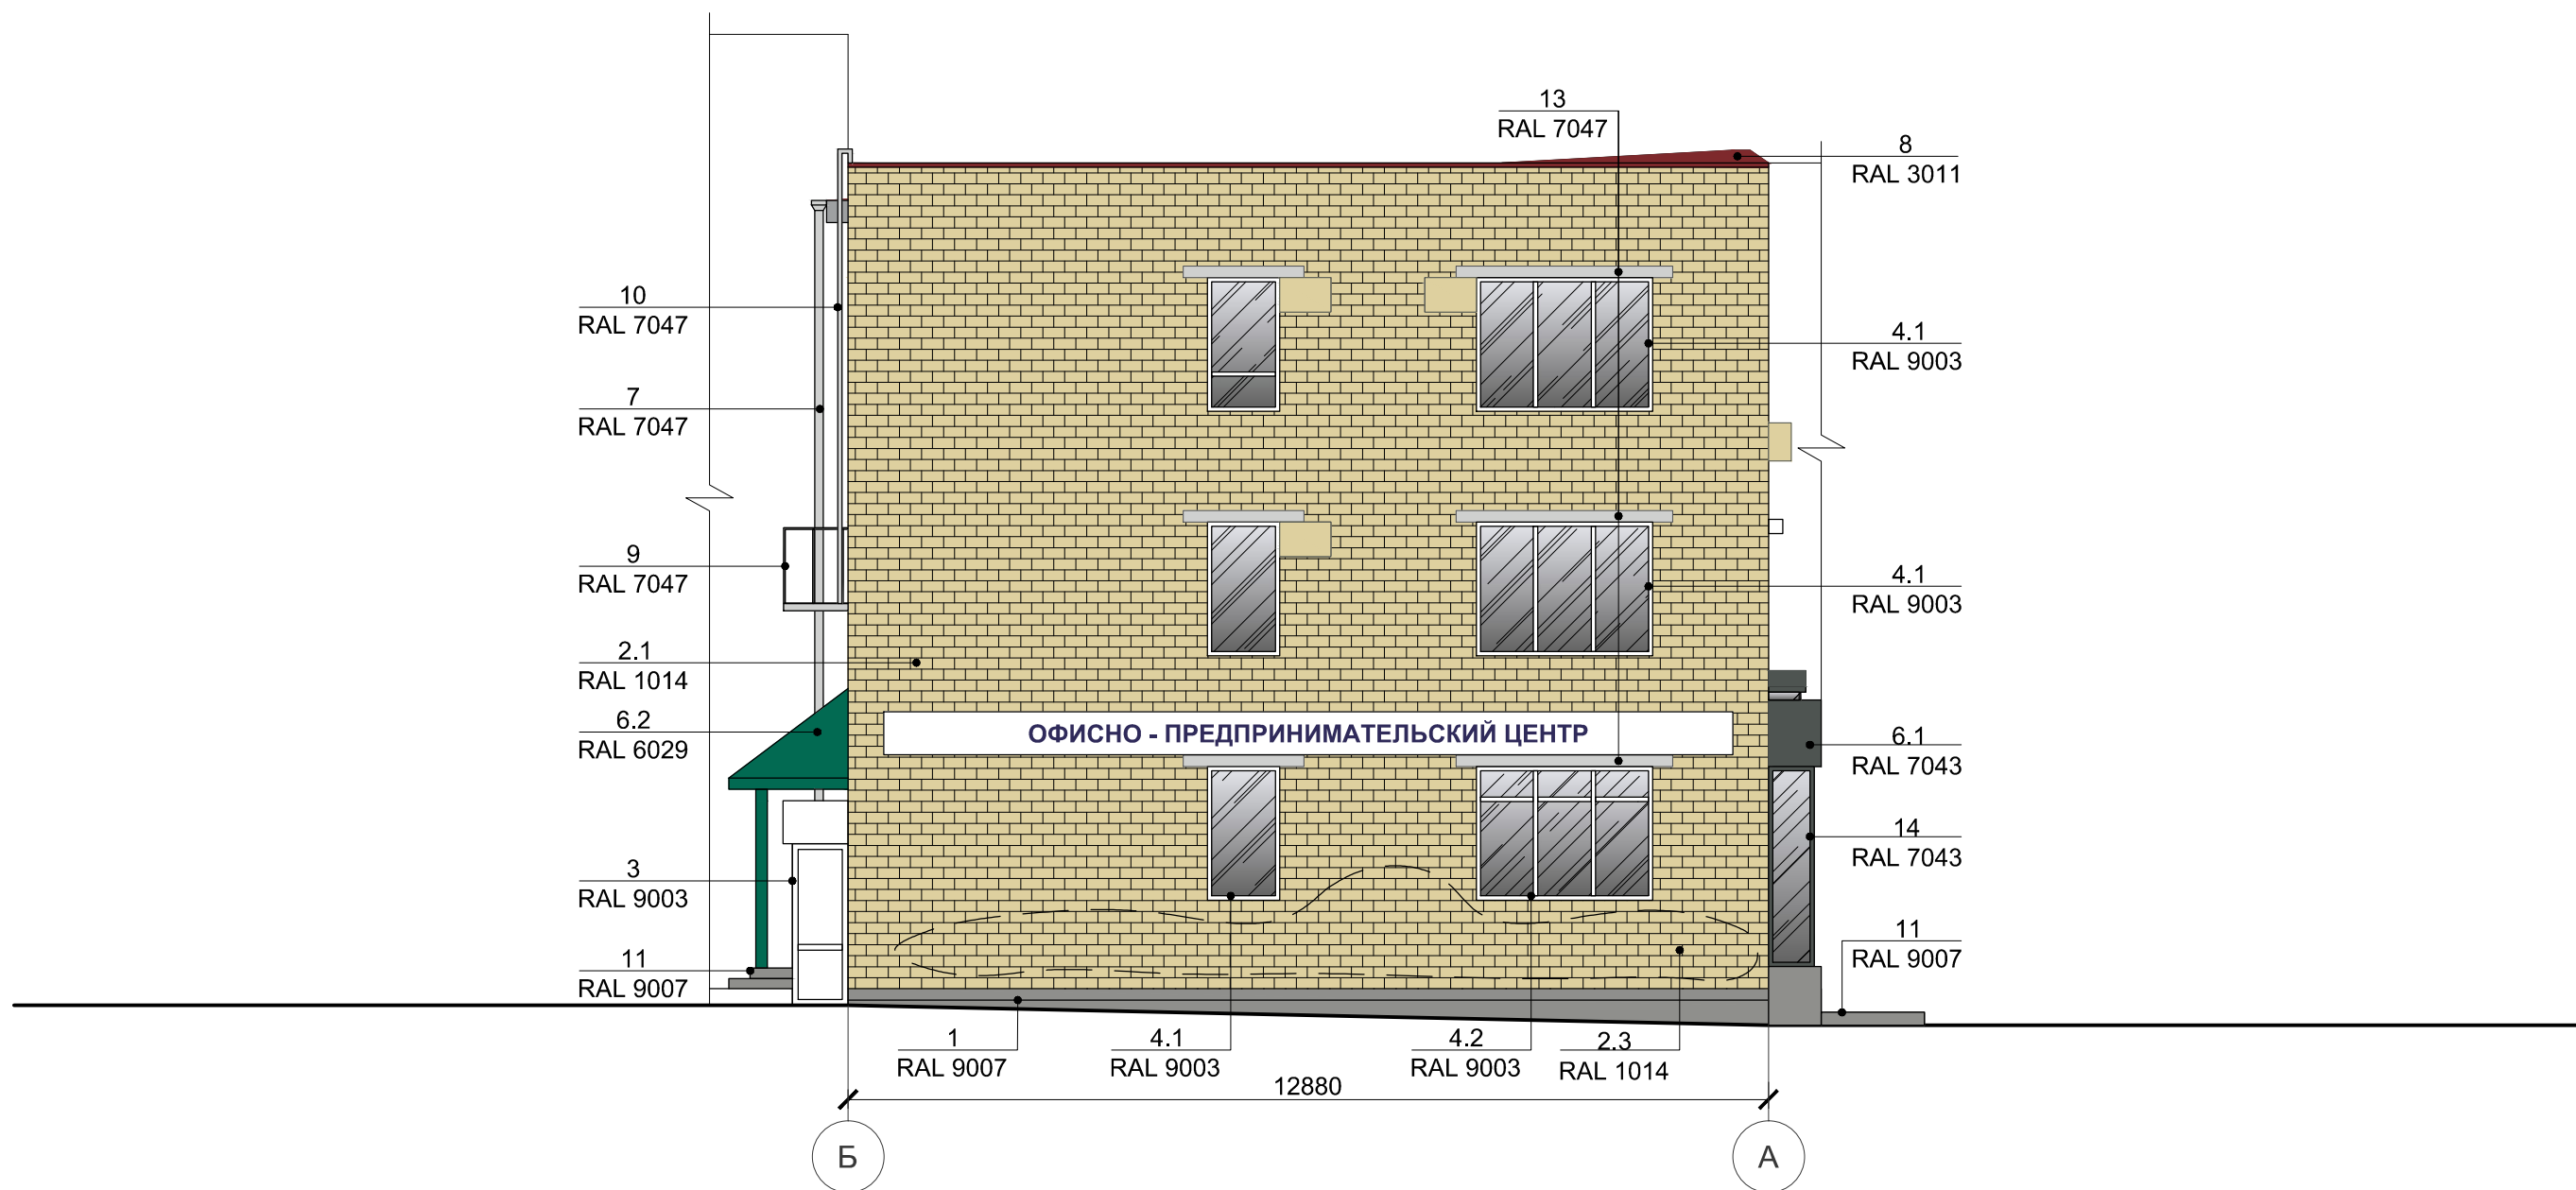 13
RAL 7047
8
RAL 3011
10
RAL 7047
4.1
RAL 9003
7
RAL 7047
9
RAL 7047
4.1
RAL 9003
2.1
RAL 1014
6.2
RAL 6029
ОФИСНО - ПРЕДПРИНИМАТЕЛЬСКИЙ ЦЕНТР
6.1
RAL 7043
14
RAL 7043
3
RAL 9003
11
RAL 9007
11
RAL 9007
1
RAL 9007
4.1
RAL 9003
4.2
RAL 9003
2.3
RAL 1014
12880
Б
А